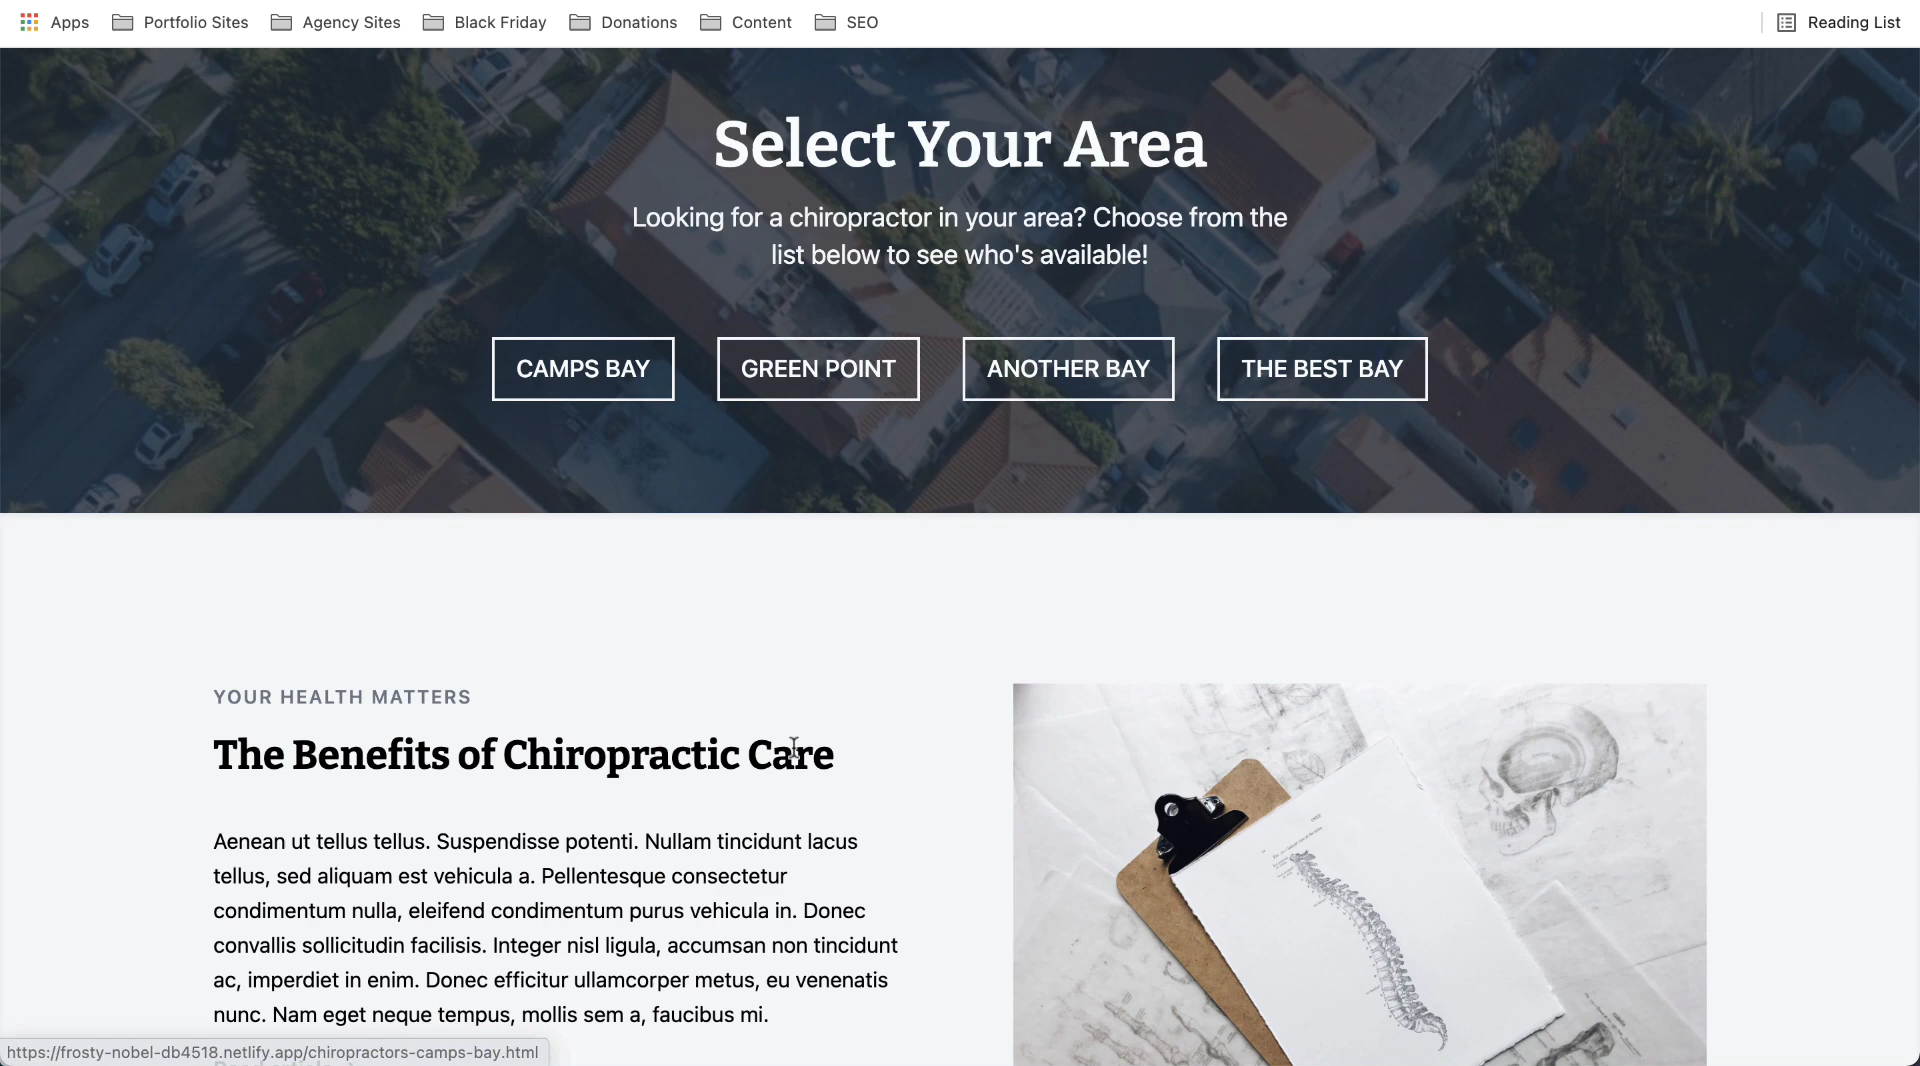 Apps Portfolio Sites Agency Sites Black Friday Donations Content SEO Reading List
Select Your Area
Looking for a chiropractor in your area? Choose from the
list below to see who's available!
CAMPS BAY GREEN POINT ANOTHER BAY THE BEST BAY
YOUR HEALTH MATTERS
The Benefits of Chiropractic Care
Aenean ut tellus tellus. Suspendisse potenti. Nullam tincidunt lacus
tellus, sed aliquam est vehicula a. Pellentesque consectetur
condimentum nulla, eleifend condimentum purus vehicula in. Donec
convallis sollicitudin facilisis. Integer nisl ligula, accumsan non tincidunt
ac, imperdiet in enim. Donec efficitur ullamcorper metus, eu venenatis
nunc. Nam eget neque tempus, mollis sem a, faucibus mi.
https://frosty-nobel-db4518.netlify.app/chiropractors-camps-bay.html